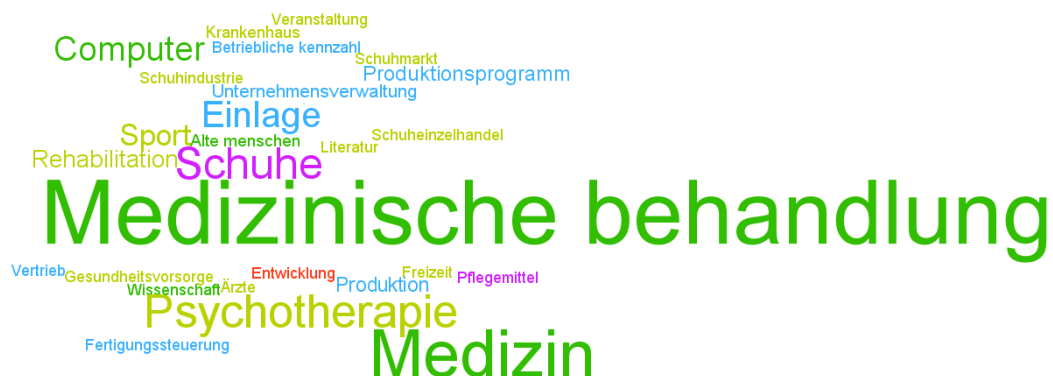 Veranstaltung
Krankenhaus
Computer
Betriebliche kennzahl
Schuhmarkt
Produktionsprogramm
Schuhindustrie
Unternehmensverwaltung
Einlage
Sport
Schuheinzelhandel
Alte menschen
Literatur
Rehabilitation
Schuhe
Medizinische behandlung
Vertrieb
Gesundheitsvorsorge
Entwicklung
Freizeit
Pflegemittel
Wissenschaft
Ärzte
Produktion
Psychotherapie
Fertigungssteuerung
Medizin